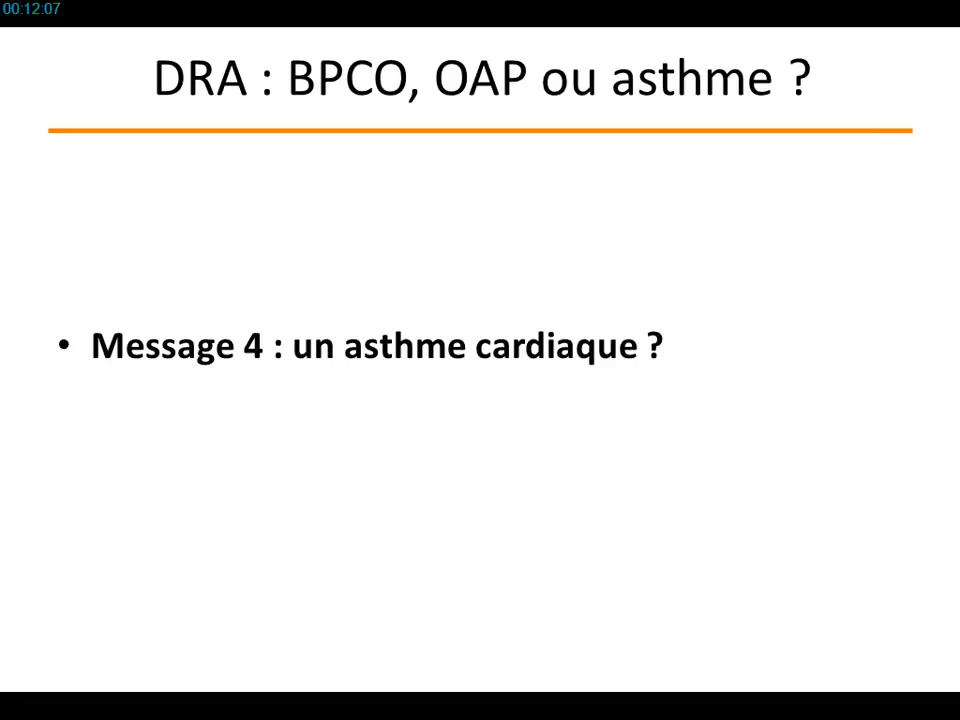 00:12:07
DRA : BPCO, OAP ou asthme ?
• Message 4 : un asthme cardiaque ?